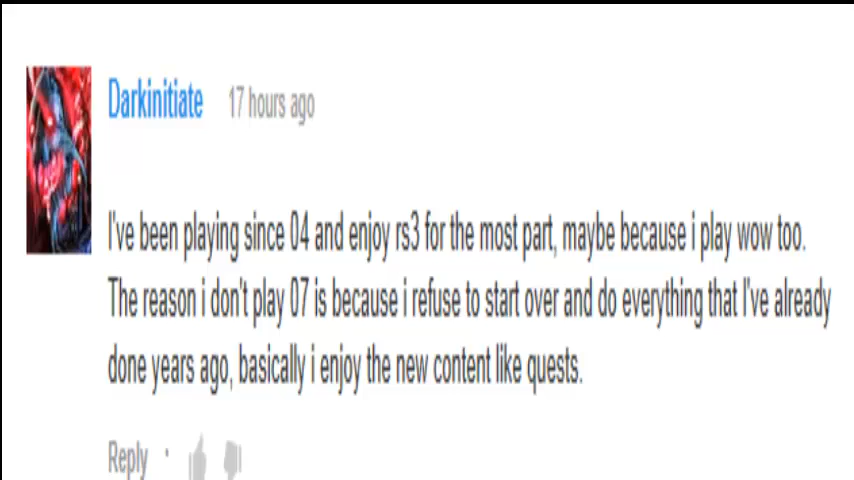 Darkinitiate 17 hours ago
I've been playing since 04 and enjoy rs3 for the most part, maybe because i play wow too.
The reason i don't play 07 is because i refuse to start over and do everything that I've already
done years ago, basically i enjoy the new content like quests.
Reply ·